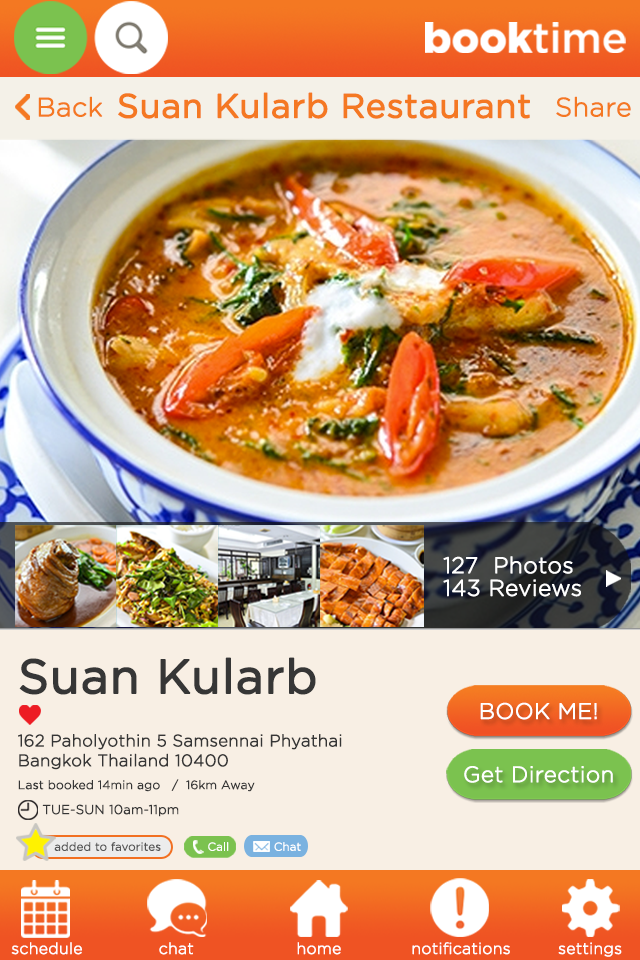 booktime
Back Suan Kularb Restaurant Share
127 Photos
143 Reviews
Suan Kularb
162 Paholyothin 5 Samsennai Phyathai
Bangkok Thailand 10400
Last booked 14min ago / 16km Away
TUE-SUN 10am-11pm
BOOK ME!
Get Direction
added to favorites Call Chat
schedule chat home notifications settings